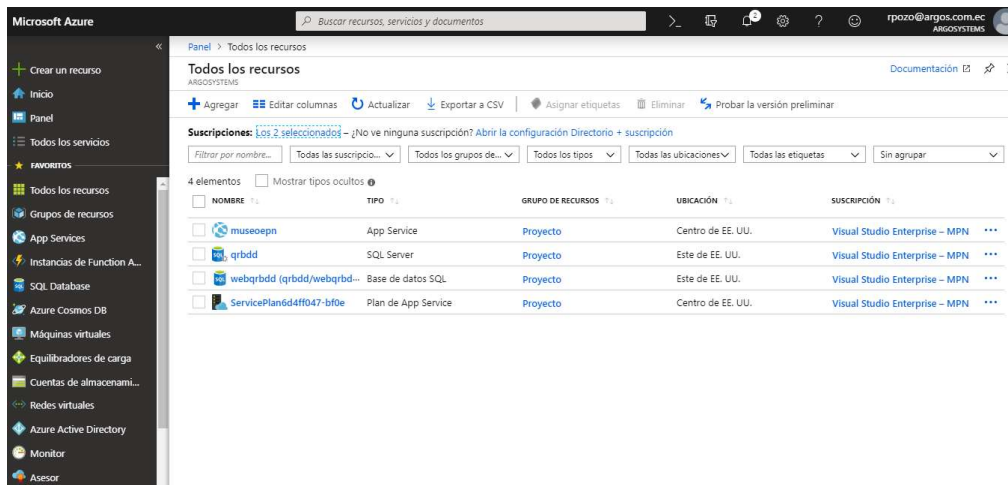 Microsoft Azure
Buscar recursos, servicios y documentos
2
rpozo@argos.com.ec
ARGOSYSTEMS
Crear un recurso
Inicio
Panel
Todos los servicios
FAVORITOS
Todos los recursos
Grupos de recursos
App Services
Instancias de Function A...
SQL Database
Azure Cosmos DB
Máquinas virtuales
Equilibradores de carga
Cuentas de almacenami...
Redes virtuales
Azure Active Directory
Monitor
Asesor
Panel > Todos los recursos
Todos los recursos
ARGOSYSTEMS
Documentación
Agregar Editar columnas Actualizar Exportar a CSV Asignar etiquetas Eliminar Probar la versión preliminar
Suscripciones: Los 2 seleccionados – ¿No ve ninguna suscripción? Abrir la configuración Directorio + suscripción
Filtrar por nombre... Todas las suscripcio... Todos los grupos de... Todos los tipos Todas las ubicaciones Todas las etiquetas Sin agrupar
4 elementos Mostrar tipos ocultos
NOMBRE TIPO GRUPO DE RECURSOS UBICACIÓN SUSCRIPCIÓN
museoepn App Service Proyecto Centro de EE. UU. Visual Studio Enterprise – MPN ...
qrbdd SQL Server Proyecto Este de EE. UU. Visual Studio Enterprise – MPN ...
webqrbdd (qrbdd/webqrbd... Base de datos SQL Proyecto Este de EE. UU. Visual Studio Enterprise – MPN ...
ServicePlan6d4ff047-bf0e Plan de App Service Proyecto Centro de EE. UU. Visual Studio Enterprise – MPN ...